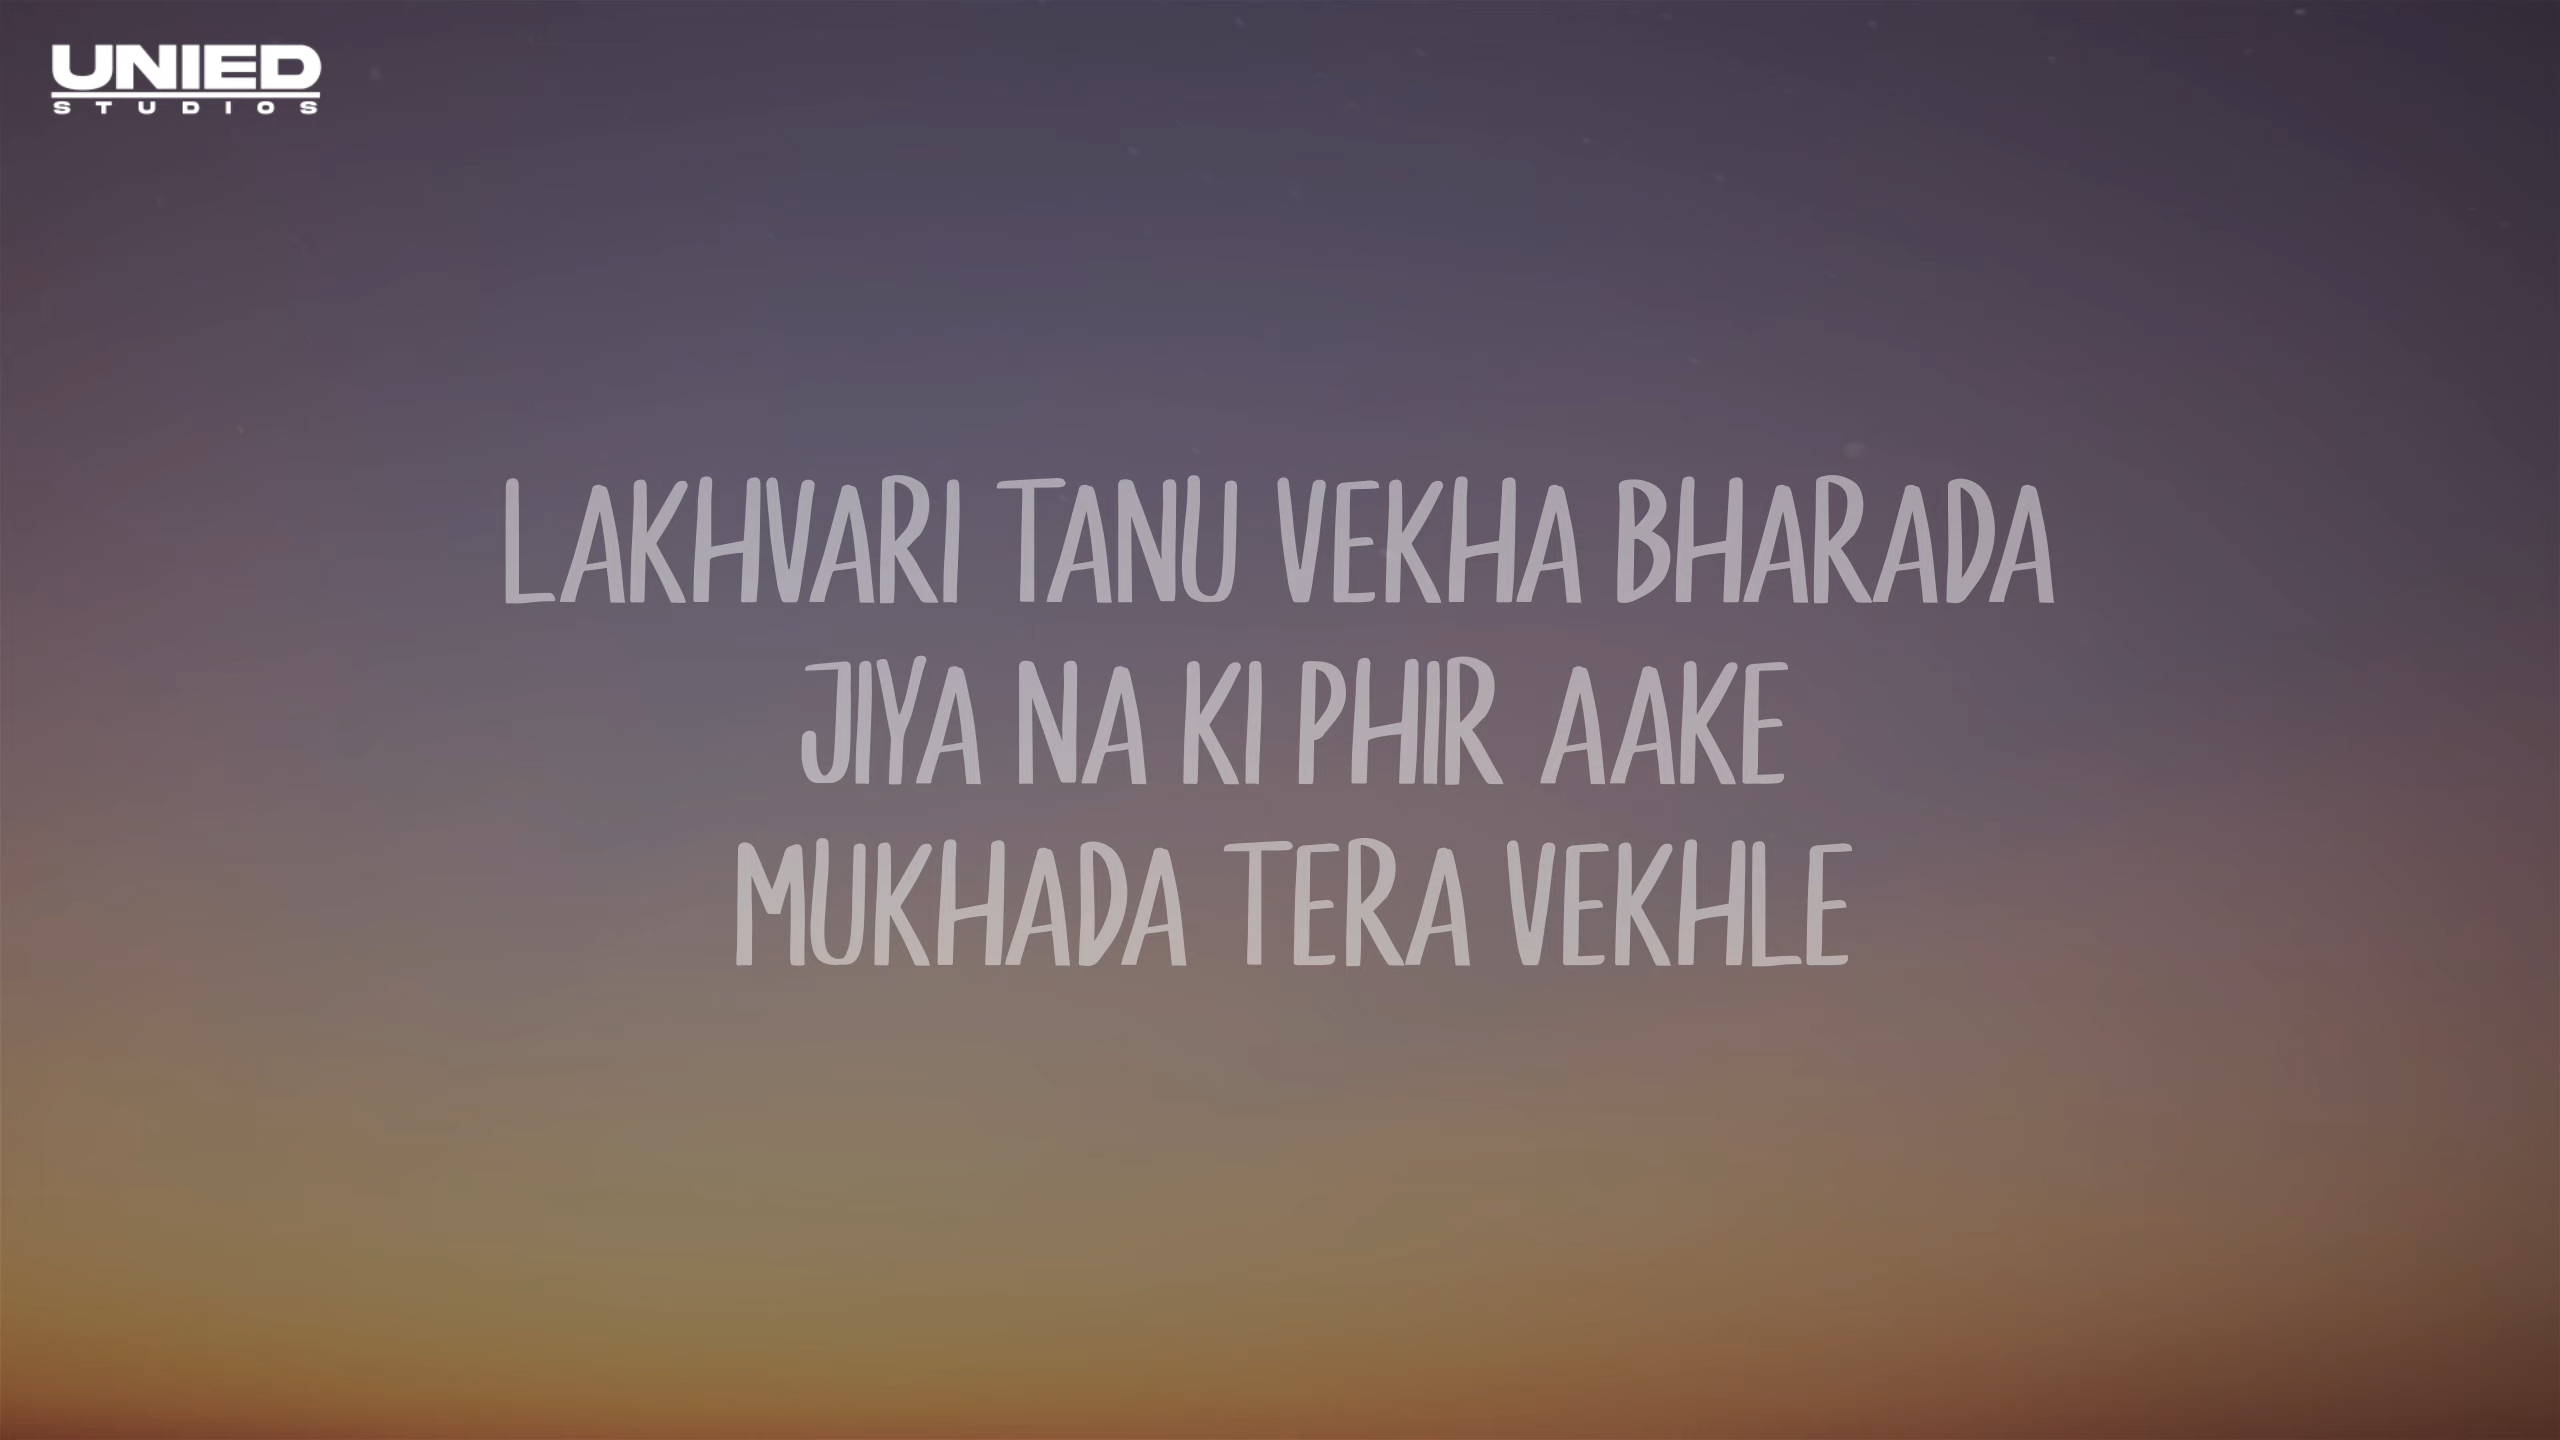 UNIED
STUDIOS
LAKHVARI TANU VEKHA BHARADA
JIYA NA KI PHIR AAKE
MUKHADA TERA VEKHLE